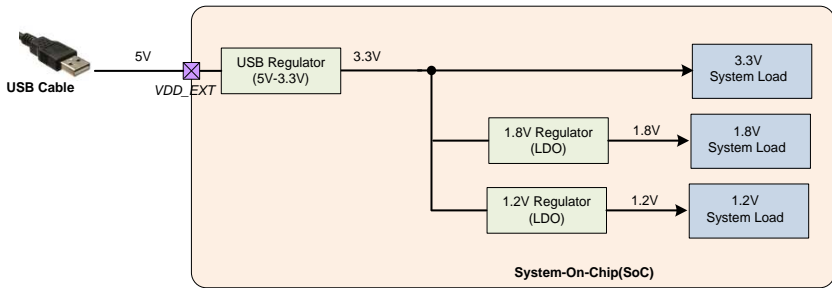 5V
USB Cable
VDD_EXT
USB Regulator
(5V-3.3V)
3.3V
3.3V
System Load
1.8V Regulator
(LDO)
1.8V
1.8V
System Load
1.2V Regulator
(LDO)
1.2V
1.2V
System Load
System-On-Chip(SoC)